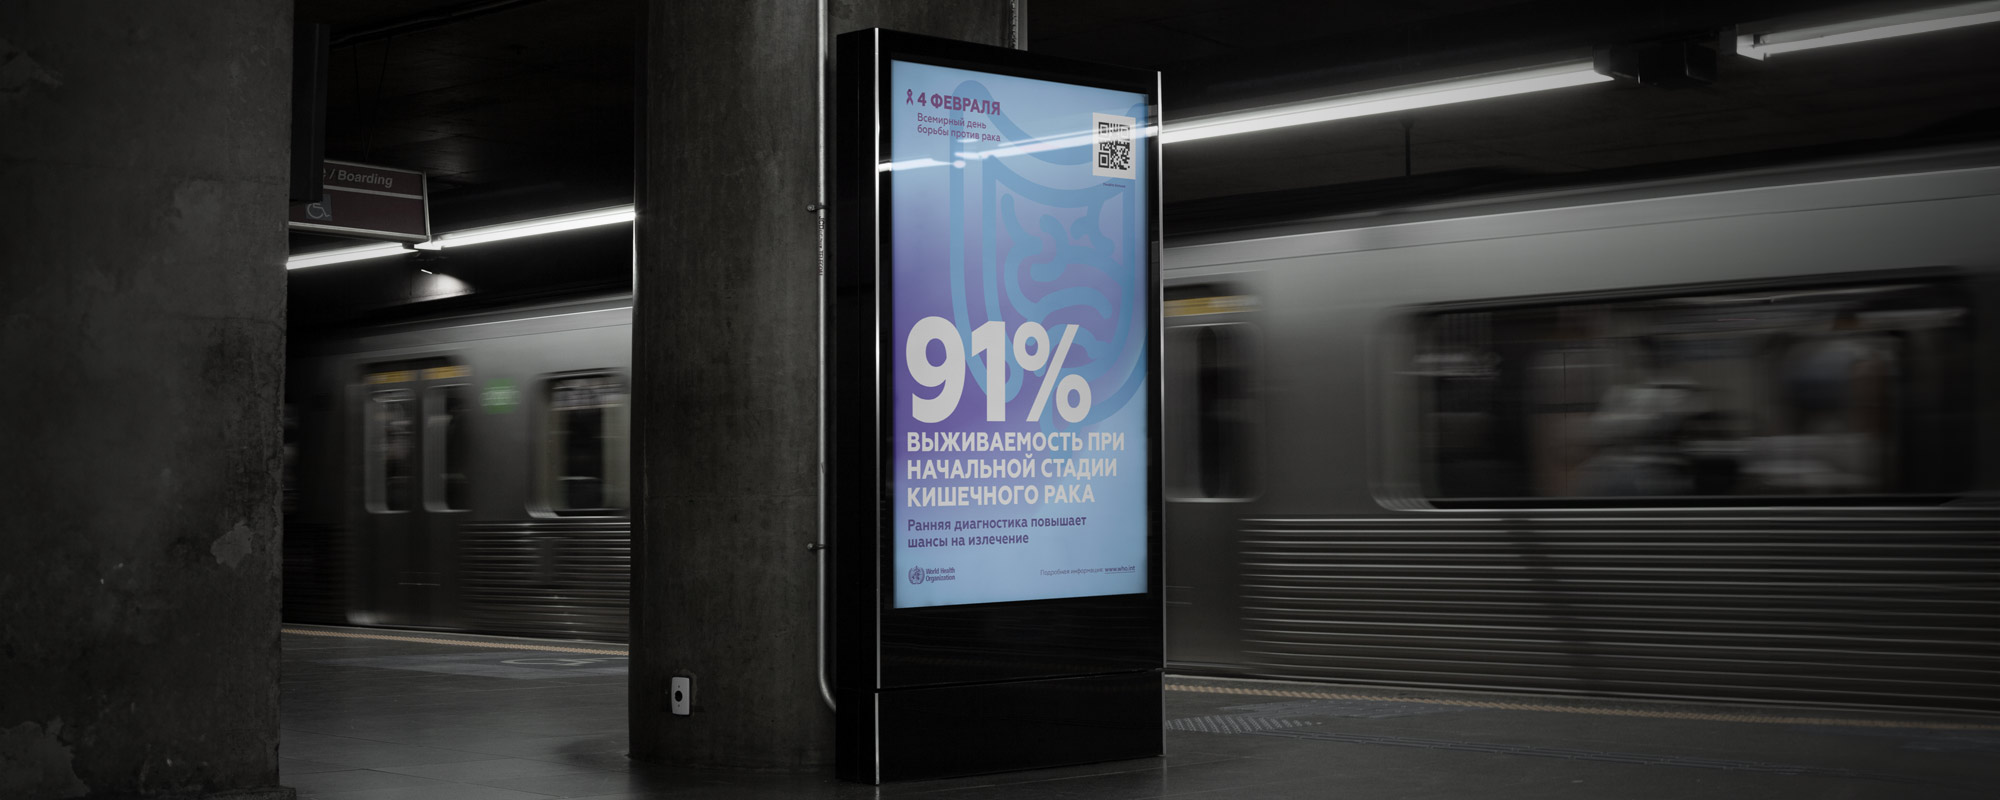 / Boarding
4 ФЕВРАЛЯ
Всемирный день
борьбы против рака
91%
ВЫЖИВАЕМОСТЬ ПРИ
НАЧАЛЬНОЙ СТАДИИ
КИШЕЧНОГО РАКА
Ранняя диагностика повышает
шансы на излечение
World Health
Organization
Подробная информация: www.who.int